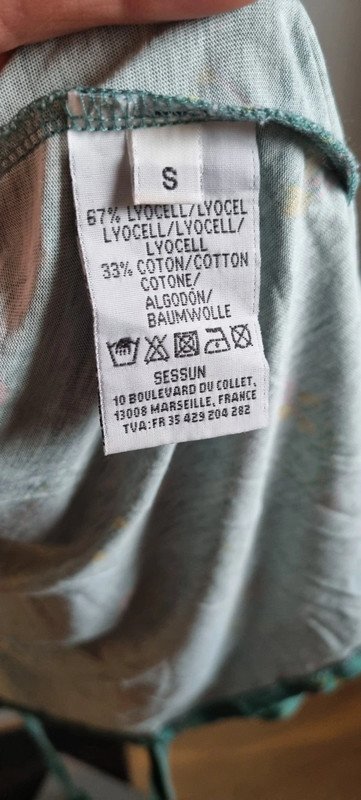 S
67% LYOCELL/LYOCEL
LYOCELL/LYOCELL/
LYOCELL
33% COTON/COTTON
COTONE/
ALGODÓN/
BAUMWOLLE
SESSUN
10 BOULEVARD DU COLLET,
13008 MARSEILLE, FRANCE
TVA:FR 35 429 204 282